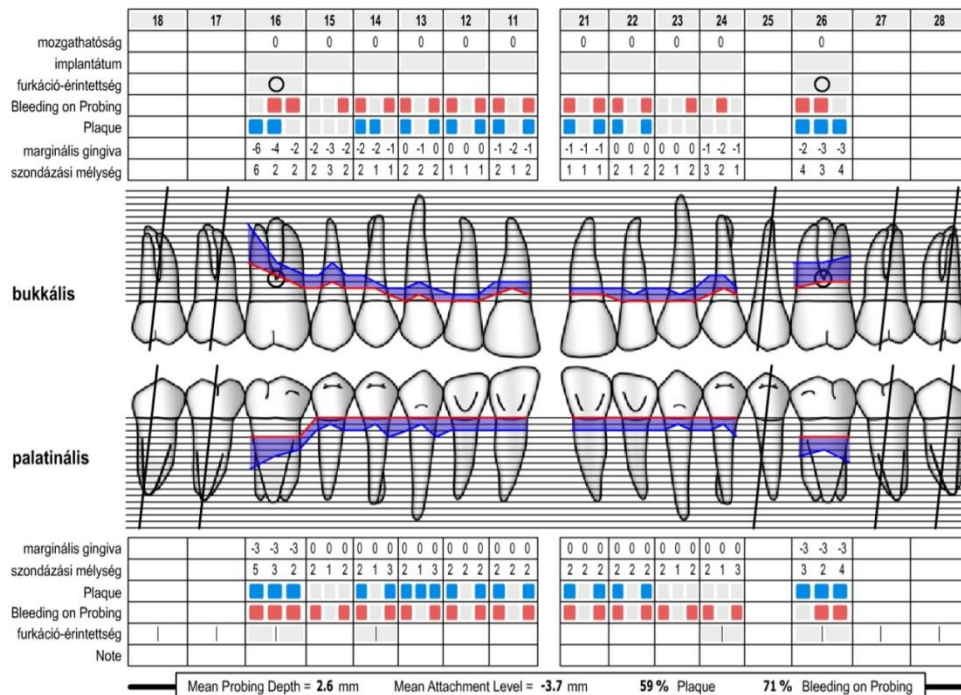 18 17 16 15 14 13 12 11 21 22 23 24 25 26 27 28
mozgathatóság 0 0 0 0 0 0 0 0 0 0 0
implantátum
furkáció-érintettség
Bleeding on Probing
Plaque
marginális gingiva -6 -4 -2 -2 -3 -2 -2 -2 -1 0 -1 0 0 0 0 -1 -2 -1 -1 -1 -1 0 0 0 0 0 0 -1 -2 -1 -2 -3 -3
szondázási mélység 6 2 2 2 3 2 2 1 1 2 2 2 1 1 1 2 1 2 1 1 1 2 1 2 2 1 2 3 2 1 4 3 4
bukkális
palatinális
marginális gingiva -3 -3 -3 0 0 0 0 0 0 0 0 0 0 0 0 0 0 0 0 0 0 0 0 0 0 0 0 0 0 0 -3 -3 -3
szondázási mélység 5 3 2 2 1 2 2 1 3 2 1 3 2 2 2 2 2 2 2 2 2 2 2 2 2 1 2 2 1 3 3 2 4
Plaque
Bleeding on Probing
furkáció-érintettség
Note
Mean Probing Depth = 2.6 mm Mean Attachment Level = -3.7 mm 59 % Plaque 71 % Bleeding on Probing